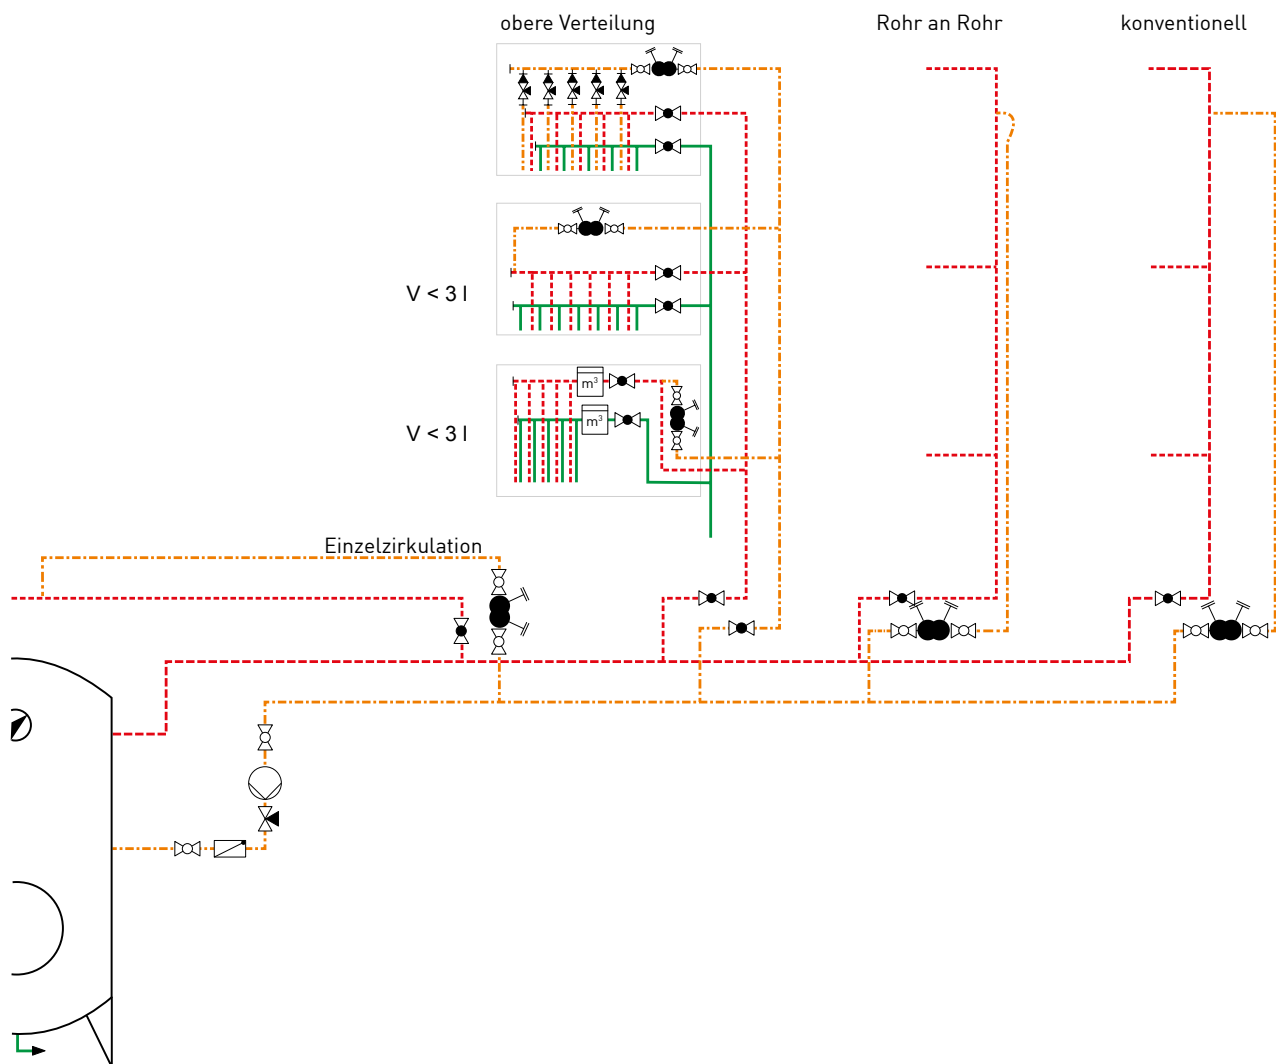 obere Verteilung
Rohr an Rohr
konventionell
V < 3 l
m³
m³
V < 3 l
Einzelzirkulation